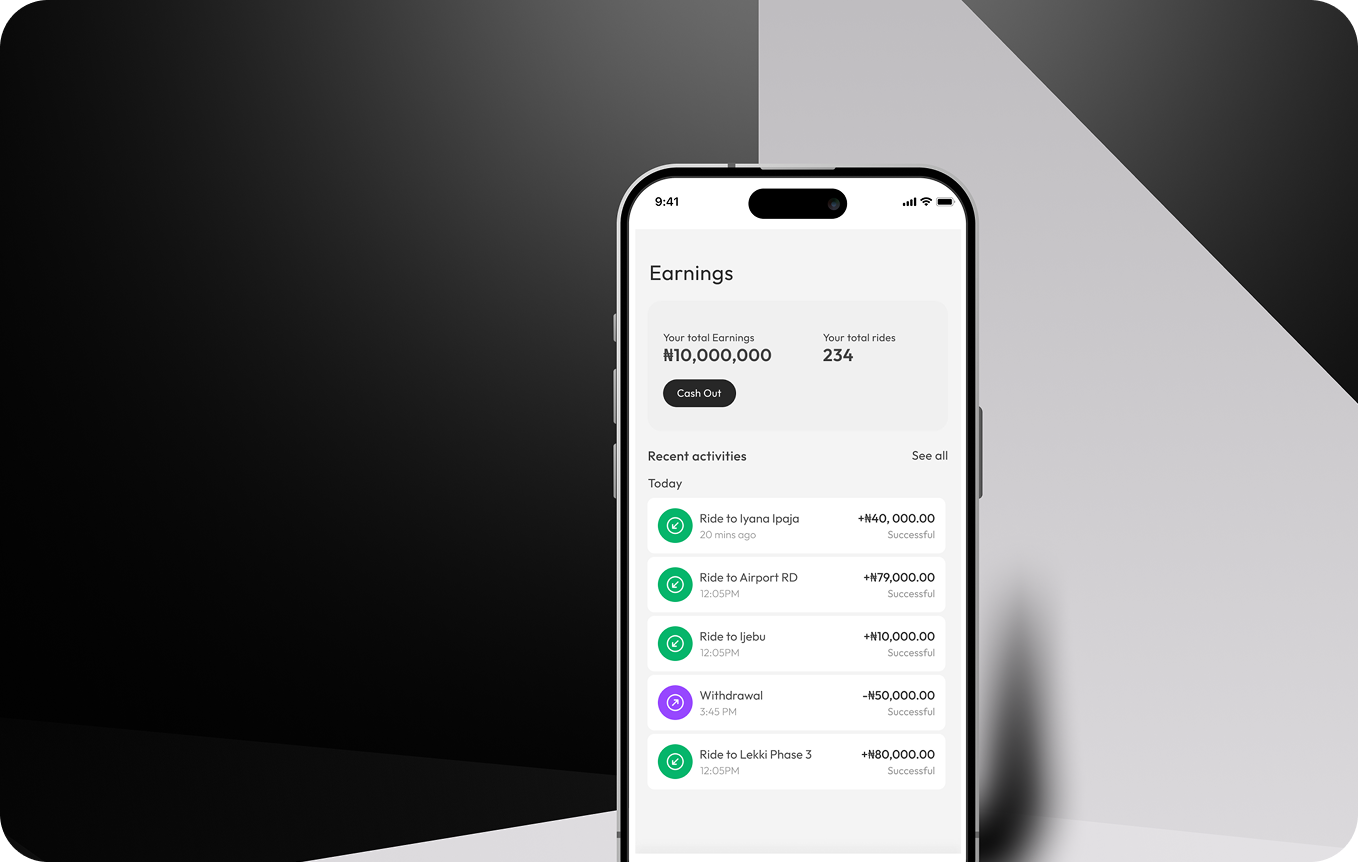 9:41
Earnings
Your total Earnings
₦10,000,000
Your total rides
234
Cash Out
Recent activities
See all
Today
Ride to Iyana Ipaja
+₦40, 000.00
20 mins ago
Successful
Ride to Airport RD
+₦79,000.00
12:05PM
Successful
Ride to Ijebu
+₦10,000.00
12:05PM
Successful
Withdrawal
-₦50,000.00
3:45 PM
Successful
Ride to Lekki Phase 3
+₦80,000.00
12:05PM
Successful